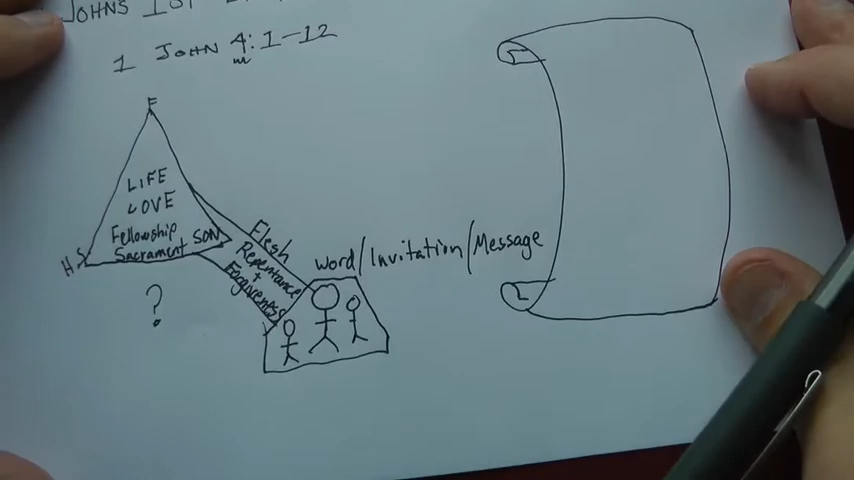 JOHNS 1ST
1 JOHN 4:1-12
F
LIFE
LOVE
Fellowship
Sacrament
SON
HS
Flesh
Repentance
+
Forgiveness
word/Invitation/Message
?